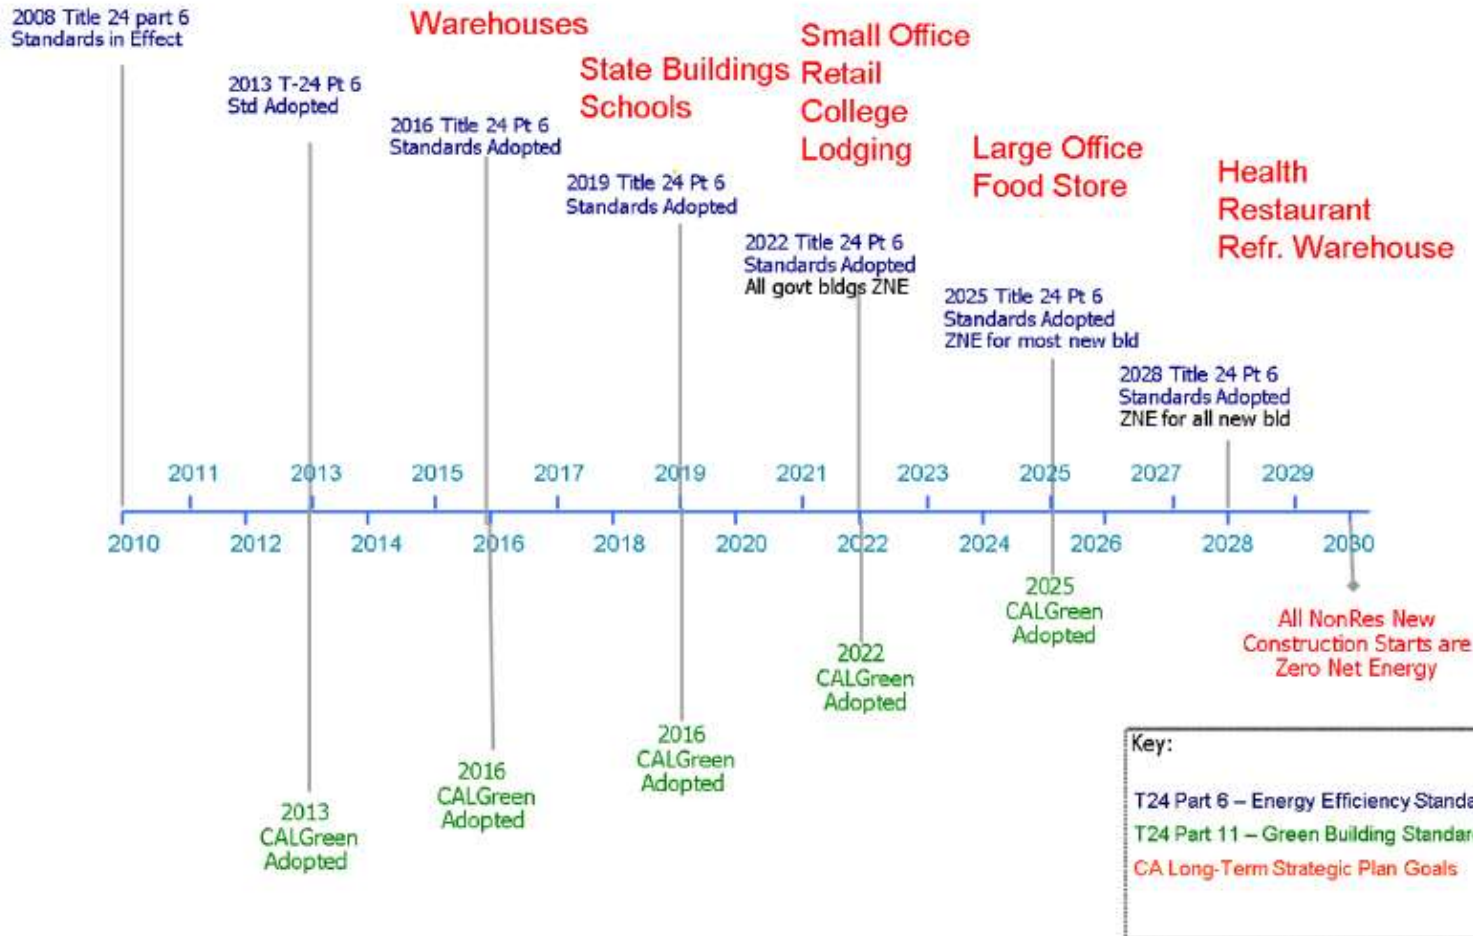 2008 Title 24 part 6
Standards in Effect
2013 T-24 Pt 6
Std Adopted
Warehouses
2016 Title 24 Pt 6
Standards Adopted
State Buildings
Schools
2019 Title 24 Pt 6
Standards Adopted
Small Office
Retail
College
Lodging
2022 Title 24 Pt 6
Standards Adopted
All govt bldgs ZNE
Large Office
Food Store
2025 Title 24 Pt 6
Standards Adopted
ZNE for most new bld
Health
Restaurant
Refr. Warehouse
2028 Title 24 Pt 6
Standards Adopted
ZNE for all new bld
2011 2013 2015 2017 2019 2021 2023 2025 2027 2029
2010 2012 2014 2016 2018 2020 2022 2024 2026 2028 2030
2013
CALGreen
Adopted
2016
CALGreen
Adopted
2016
CALGreen
Adopted
2022
CALGreen
Adopted
2025
CALGreen
Adopted
All NonRes New
Construction Starts are
Zero Net Energy
Key:
T24 Part 6 – Energy Efficiency Standa
T24 Part 11 – Green Building Standar
CA Long-Term Strategic Plan Goals